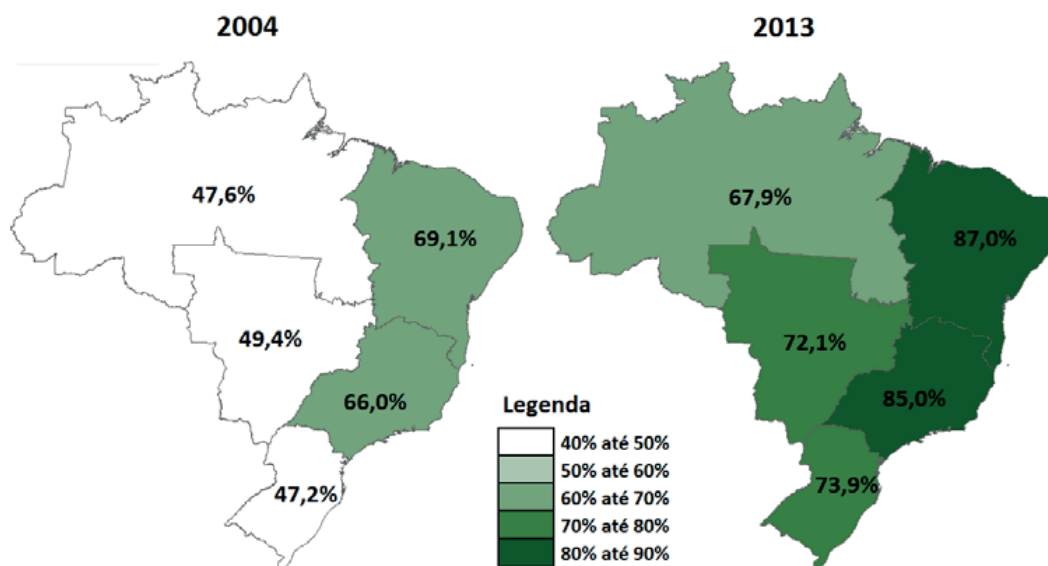 2004
2013
47,6%
69,1%
49,4%
66,0%
47,2%
67,9%
87,0%
72,1%
85,0%
73,9%
Legenda
40% até 50%
50% até 60%
60% até 70%
70% até 80%
80% até 90%